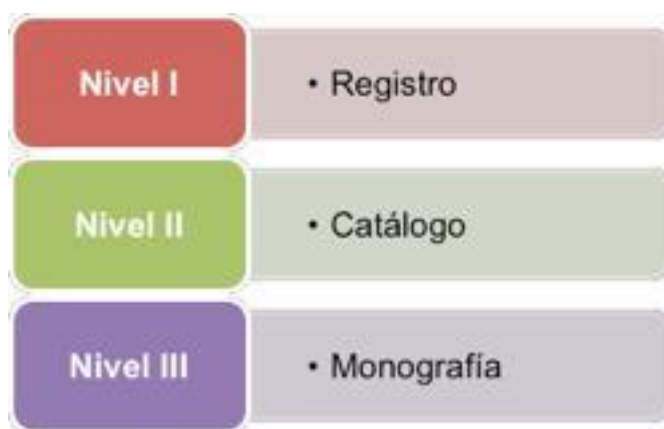 Nivel I
• Registro
Nivel II
• Catálogo
Nivel III
• Monografía